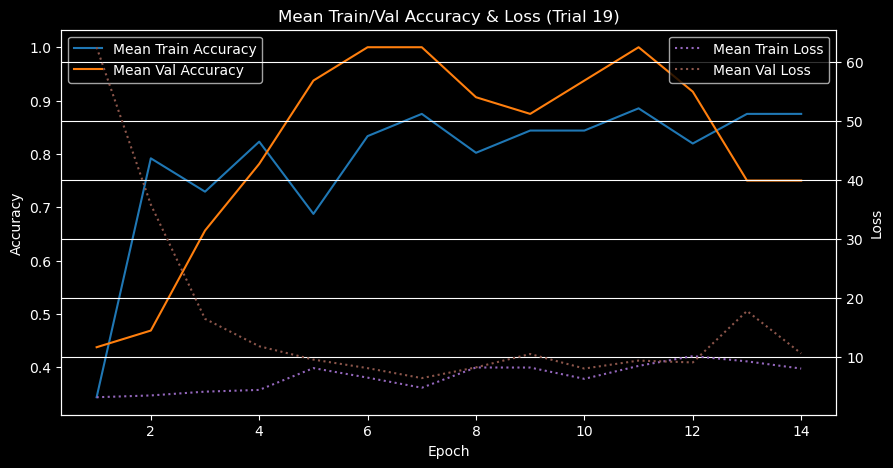 Mean Train/Val Accuracy & Loss (Trial 19)
Mean Train Accuracy
Mean Val Accuracy
Mean Train Loss
Mean Val Loss
1.0
0.9
0.8
0.7
0.6
0.5
0.4
Accuracy
60
50
40
30
20
10
Loss
2 4 6 8 10 12 14
Epoch